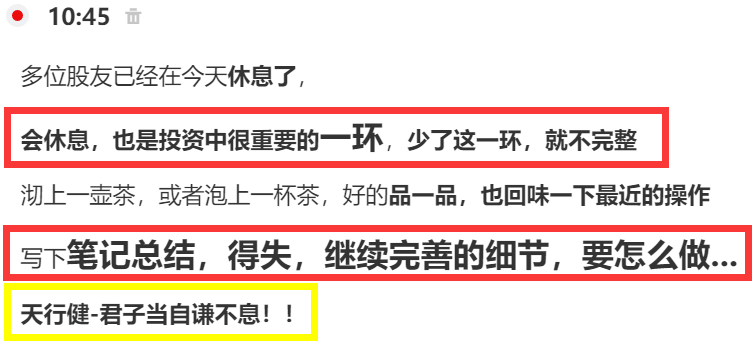 10:45
多位股友已经在今天休息了，
会休息，也是投资中很重要的一环，少了这一环，就不完整
沏上一壶茶，或者泡上一杯茶，好的品一品，也回味一下最近的操作
写下笔记总结，得失，继续完善的细节，要怎么做...
天行健-君子当自谦不息！！